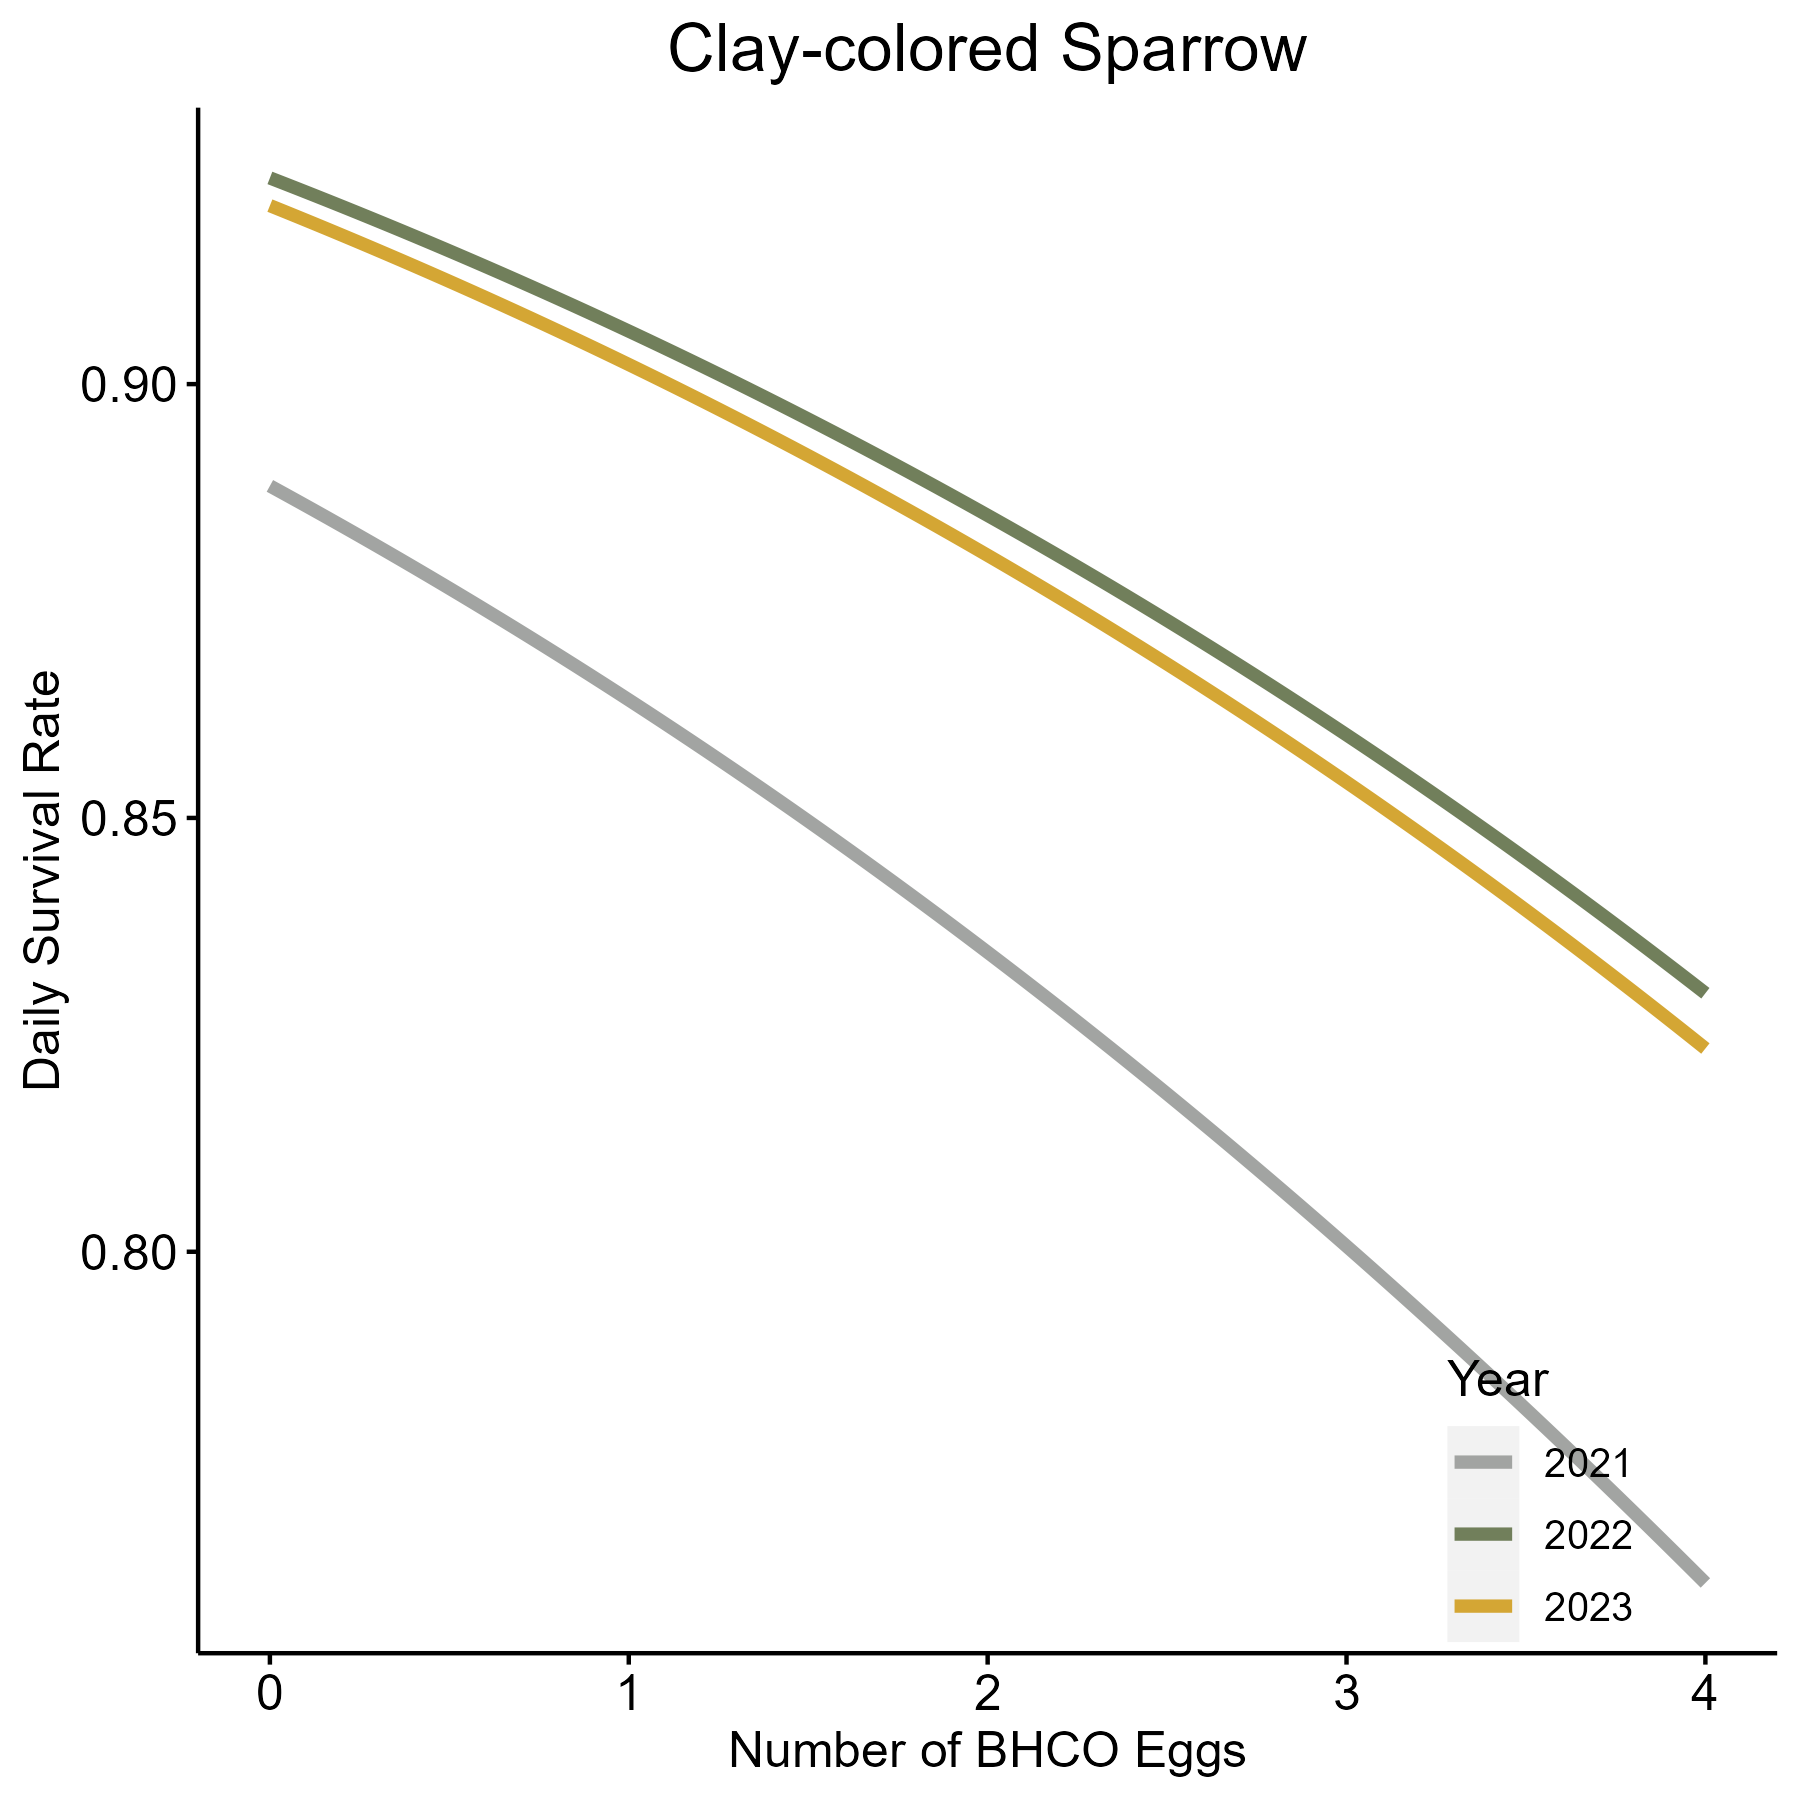 Clay-colored Sparrow
Daily Survival Rate
0.90
0.85
0.80
Year
2021
2022
2023
0 1 2 3 4
Number of BHCO Eggs